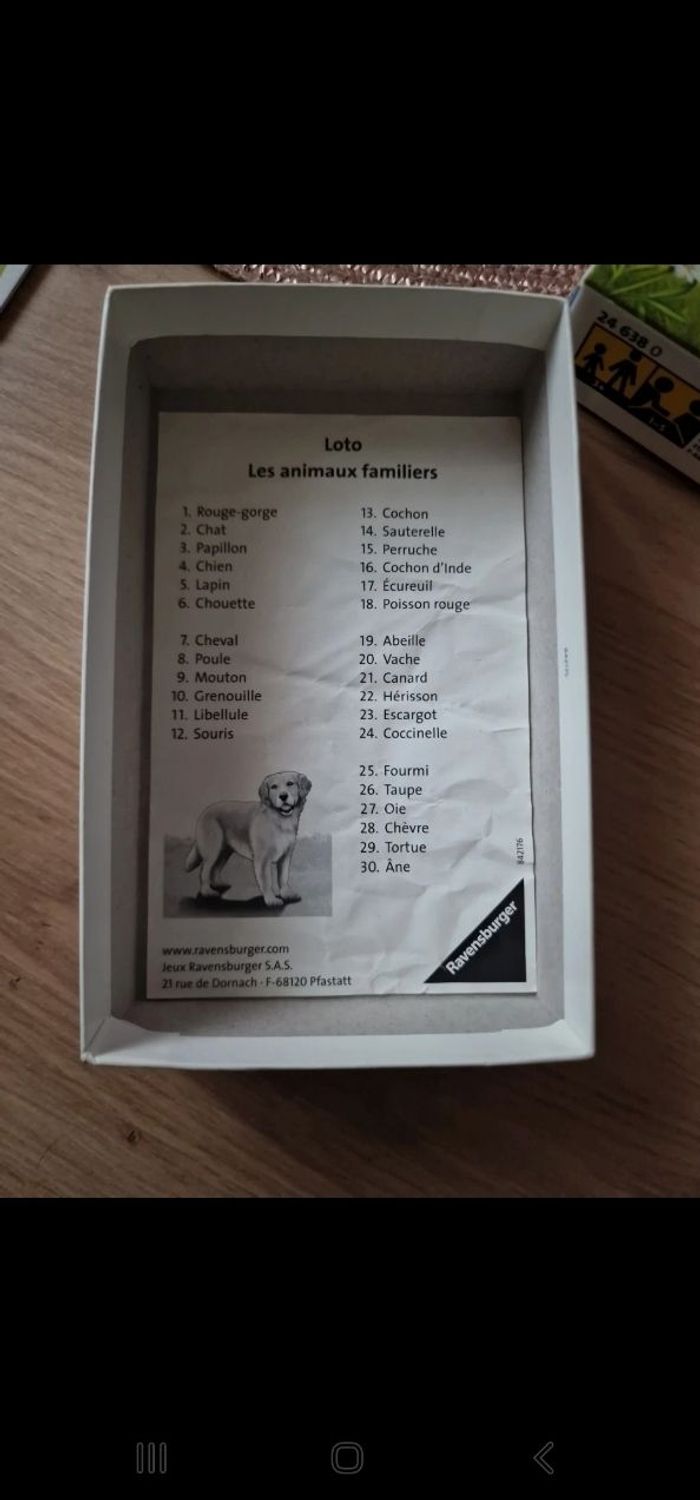 24 638 0
Loto
Les animaux familiers
1. Rouge-gorge
2. Chat
3. Papillon
4. Chien
5. Lapin
6. Chouette
7. Cheval
8. Poule
9. Mouton
10. Grenouille
11. Libellule
12. Souris
13. Cochon
14. Sauterelle
15. Perruche
16. Cochon d'Inde
17. Écureuil
18. Poisson rouge
19. Abeille
20. Vache
21. Canard
22. Hérisson
23. Escargot
24. Coccinelle
25. Fourmi
26. Taupe
27. Oie
28. Chèvre
29. Tortue
30. Âne
842176
Ravensburger
www.ravensburger.com
Jeux Ravensburger S.A.S.
21 rue de Dornach · F-68120 Pfastatt